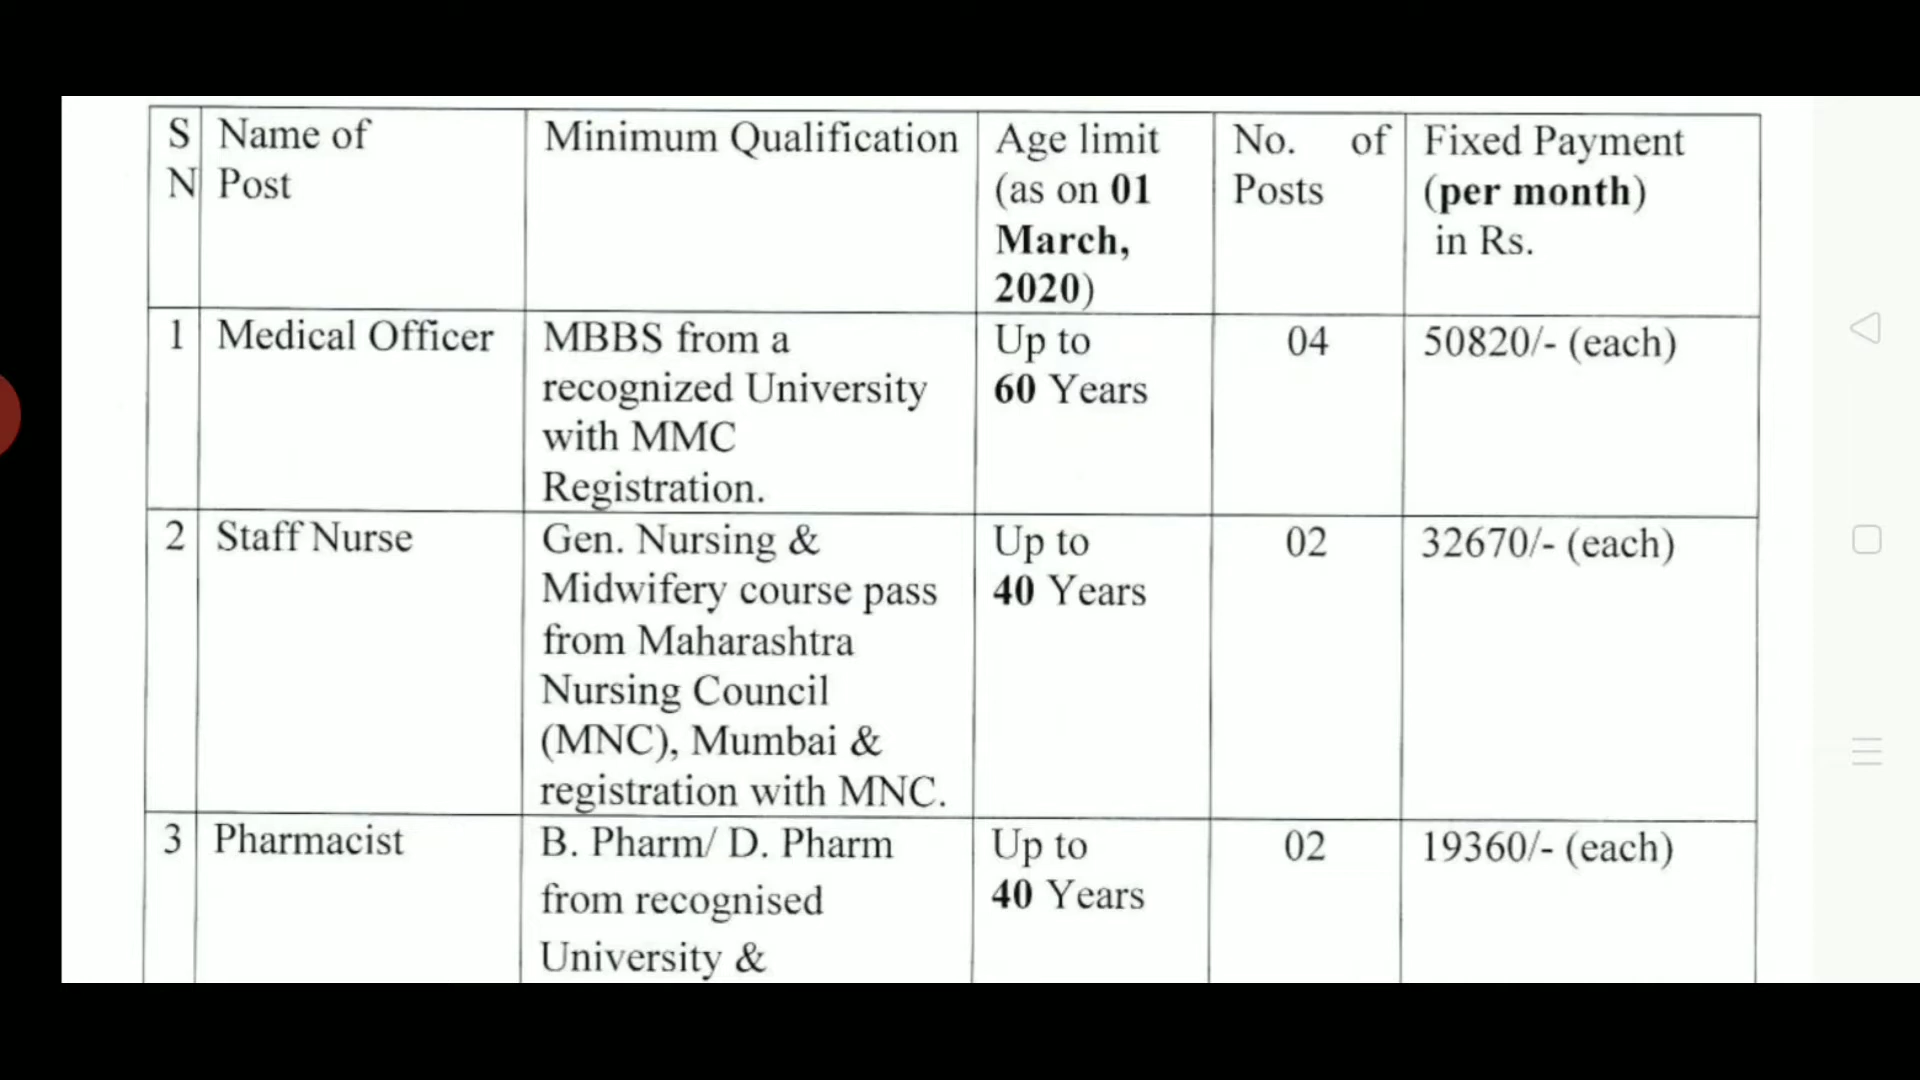 S N
Name of
Post
Minimum Qualification
Age limit
(as on 01
March,
2020)
No. of
Posts
Fixed Payment
(per month)
in Rs.
1
Medical Officer
MBBS from a
recognized University
with MMC
Registration.
Up to
60 Years
04
50820/- (each)
2
Staff Nurse
Gen. Nursing &
Midwifery course pass
from Maharashtra
Nursing Council
(MNC), Mumbai &
registration with MNC.
Up to
40 Years
02
32670/- (each)
3
Pharmacist
B. Pharm/ D. Pharm
from recognised
University &
Up to
40 Years
02
19360/- (each)